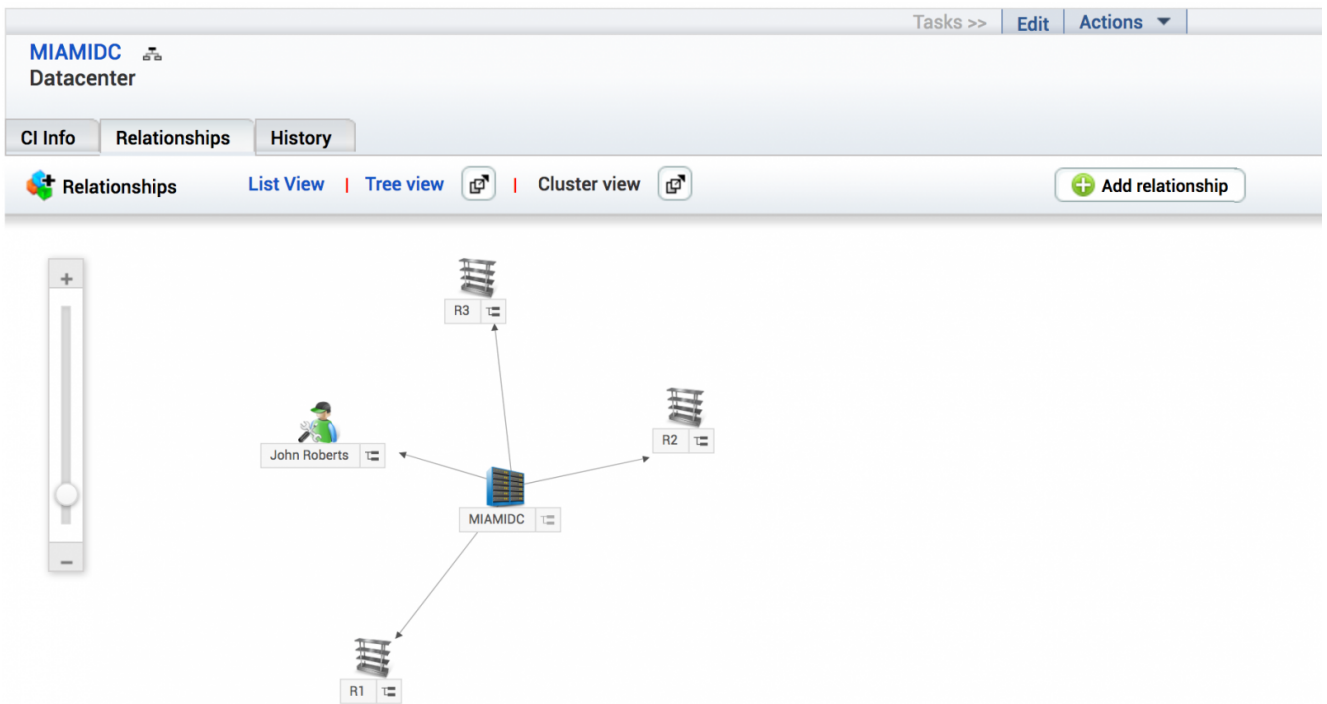 Tasks >> Edit Actions
MIAMIDC
Datacenter
CI Info Relationships History
Relationships List View | Tree view | Cluster view Add relationship
+
R3
R2
John Roberts
MIAMIDC
–
R1